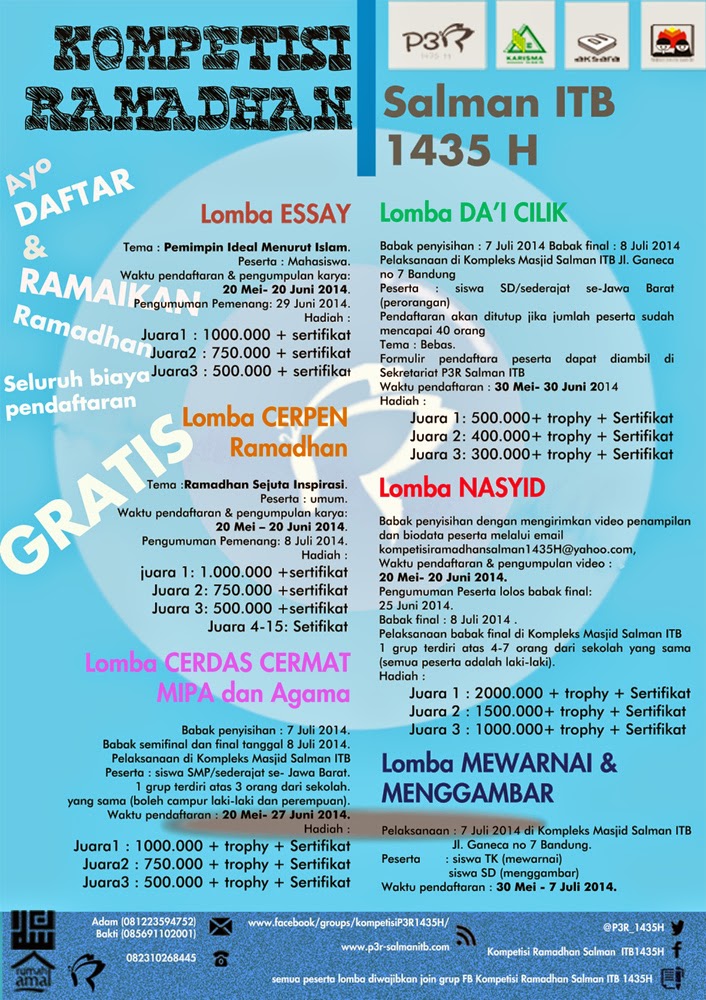 KOMPETISI
RAMADHAN
P3R
1435 H
KARISMA
aksara
Salman ITB
1435 H
Ayo
DAFTAR
&
RAMAIKAN
Ramadhan
Seluruh biaya
pendaftaran
GRATIS
Lomba ESSAY
Tema : Pemimpin Ideal Menurut Islam.
Peserta : Mahasiswa.
Waktu pendaftaran & pengumpulan karya:
20 Mei- 20 Juni 2014.
Pengumuman Pemenang: 29 Juni 2014.
Hadiah :
Juara1 : 1000.000 + sertifikat
Juara2 : 750.000 + sertifikat
Juara3 : 500.000 + sertifikat
Lomba CERPEN
Ramadhan
Tema :Ramadhan Sejuta Inspirasi.
Peserta : umum.
Waktu pendaftaran & pengumpulan karya:
20 Mei – 20 Juni 2014.
Pengumuman Pemenang: 8 Juli 2014.
Hadiah :
juara 1: 1.000.000 +sertifikat
Juara 2: 750.000 +sertifikat
Juara 3: 500.000 +sertifikat
Juara 4-15: Setifikat
Lomba CERDAS CERMAT
MIPA dan Agama
Babak penyisihan : 7 Juli 2014.
Babak semifinal dan final tanggal 8 Juli 2014.
Pelaksanaan di Kompleks Masjid Salman ITB
Peserta : siswa SMP/sederajat se- Jawa Barat.
1 grup terdiri atas 3 orang dari sekolah.
yang sama (boleh campur laki-laki dan perempuan).
Waktu pendaftaran : 20 Mei- 27 Juni 2014.
Hadiah :
Juara1 : 1000.000 + trophy + Sertifikat
Juara2 : 750.000 + trophy + Sertifikat
Juara3 : 500.000 + trophy + Sertifikat
Lomba DA'I CILIK
Babak penyisihan : 7 Juli 2014 Babak final : 8 Juli 2014
Pelaksanaan di Kompleks Masjid Salman ITB Jl. Ganeca
no 7 Bandung
Peserta : siswa SD/sederajat se-Jawa Barat
(perorangan)
Pendaftaran akan ditutup jika jumlah peserta sudah
mencapai 40 orang
Tema : Bebas.
Formulir pendaftara peserta dapat diambil di
Sekretariat P3R Salman ITB
Waktu pendaftaran : 30 Mei- 30 Juni 2014
Hadiah :
Juara 1: 500.000+ trophy + Sertifikat
Juara 2: 400.000+ trophy + Sertifikat
Juara 3: 300.000+ trophy + Sertifikat
Lomba NASYID
Babak penyisihan dengan mengirimkan video penampilan
dan biodata peserta melalui email
kompetisiramadhansalman1435H@yahoo.com,
Waktu pendaftaran & pengumpulan video :
20 Mei- 20 Juni 2014.
Pengumuman Peserta lolos babak final:
25 Juni 2014.
Babak final : 8 Juli 2014 .
Pelaksanaan babak final di Kompleks Masjid Salman ITB
1 grup terdiri atas 4-7 orang dari sekolah yang sama
(semua peserta adalah laki-laki).
Hadiah :
Juara 1 : 2000.000 + trophy + Sertifikat
Juara 2 : 1500.000+ trophy + Sertifikat
Juara 3 : 1000.000+ trophy + Sertifikat
Lomba MEWARNAI &
MENGGAMBAR
Pelaksanaan : 7 Juli 2014 di Kompleks Masjid Salman ITB
Jl. Ganeca no 7 Bandung.
Peserta : siswa TK (mewarnai)
siswa SD (menggambar)
Waktu pendaftaran : 30 Mei - 7 Juli 2014.
rumah
amal
Adam (081223594752)
Bakti (085691102001)
082310268445
www.facebook/groups/kompetisiP3R1435H/
www.p3r-salmanitb.com
@P3R_1435H
Kompetisi Ramadhan Salman ITB1435H
semua peserta lomba diwajibkan join grup FB Kompetisi Ramadhan Salman ITB 1435H